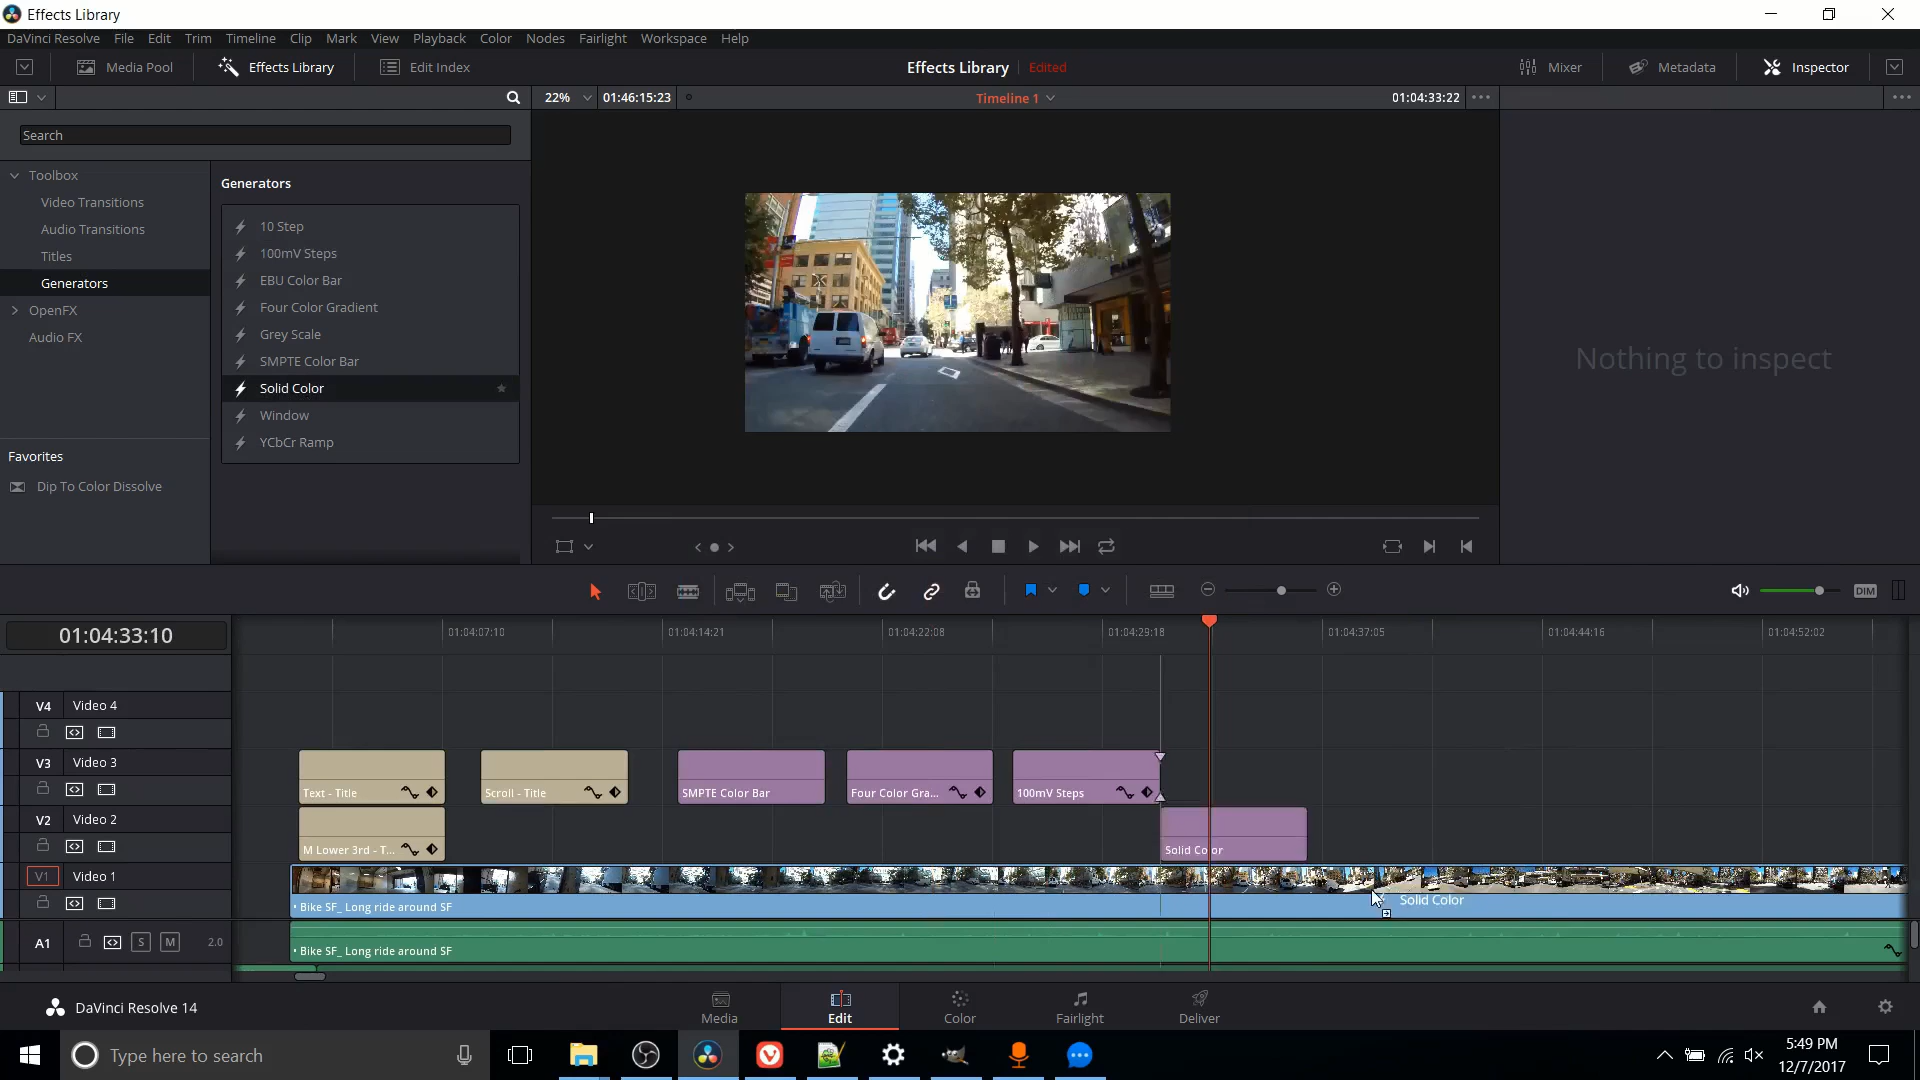 Effects Library
DaVinci Resolve File Edit Trim Timeline Clip Mark View Playback Color Nodes Fairlight Workspace Help
Media Pool Effects Library Edit Index Effects Library Edited Mixer Metadata Inspector
22% 01:46:15:23 Timeline 1 01:04:33:22
Search
Toolbox
Video Transitions
Audio Transitions
Titles
Generators
OpenFX
Audio FX
Favorites
Dip To Color Dissolve
Generators
10 Step
100mV Steps
EBU Color Bar
Four Color Gradient
Grey Scale
SMPTE Color Bar
Solid Color
Window
YCbCr Ramp
Nothing to inspect
DIM
01:04:33:10 01:04:07:10 01:04:14:21 01:04:22:08 01:04:29:18 01:04:37:05 01:04:44:16 01:04:52:02
V4 Video 4
V3 Video 3
Text - Title Scroll - Title SMPTE Color Bar Four Color Gra... 100mV Steps
V2 Video 2
M Lower 3rd - T... Solid Color
V1 Video 1
Solid Color
• Bike SF_ Long ride around SF
A1 S M 2.0
• Bike SF_ Long ride around SF
DaVinci Resolve 14 Media Edit Color Fairlight Deliver
Type here to search
5:49 PM
12/7/2017